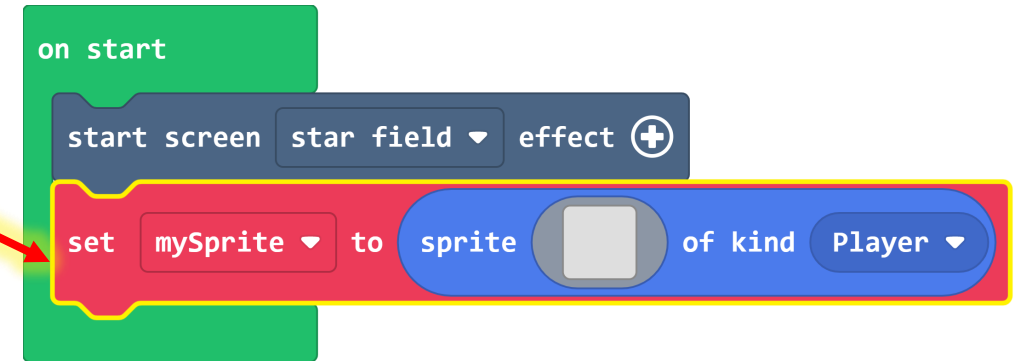 on start
start screen star field effect
set mySprite to sprite of kind Player